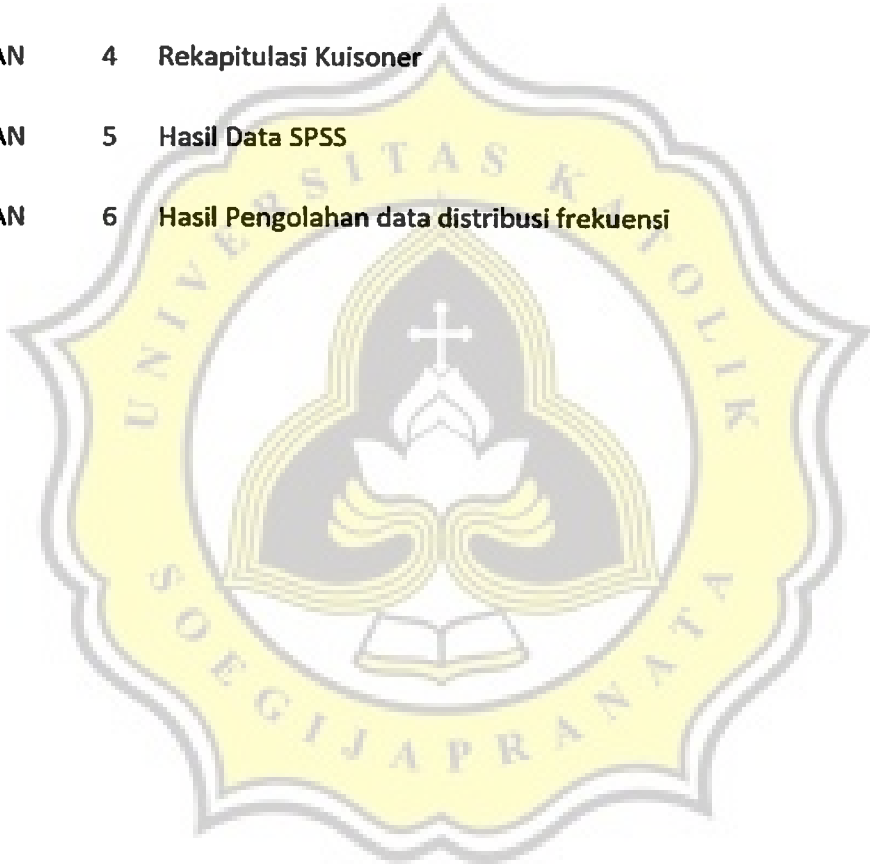 AN 4 Rekapitulasi Kuisoner
AN 5 Hasil Data SPSS
AN 6 Hasil Pengolahan data distribusi frekuensi
UNIVERSITAS KATOLIK
SOEGIJAPRANATA